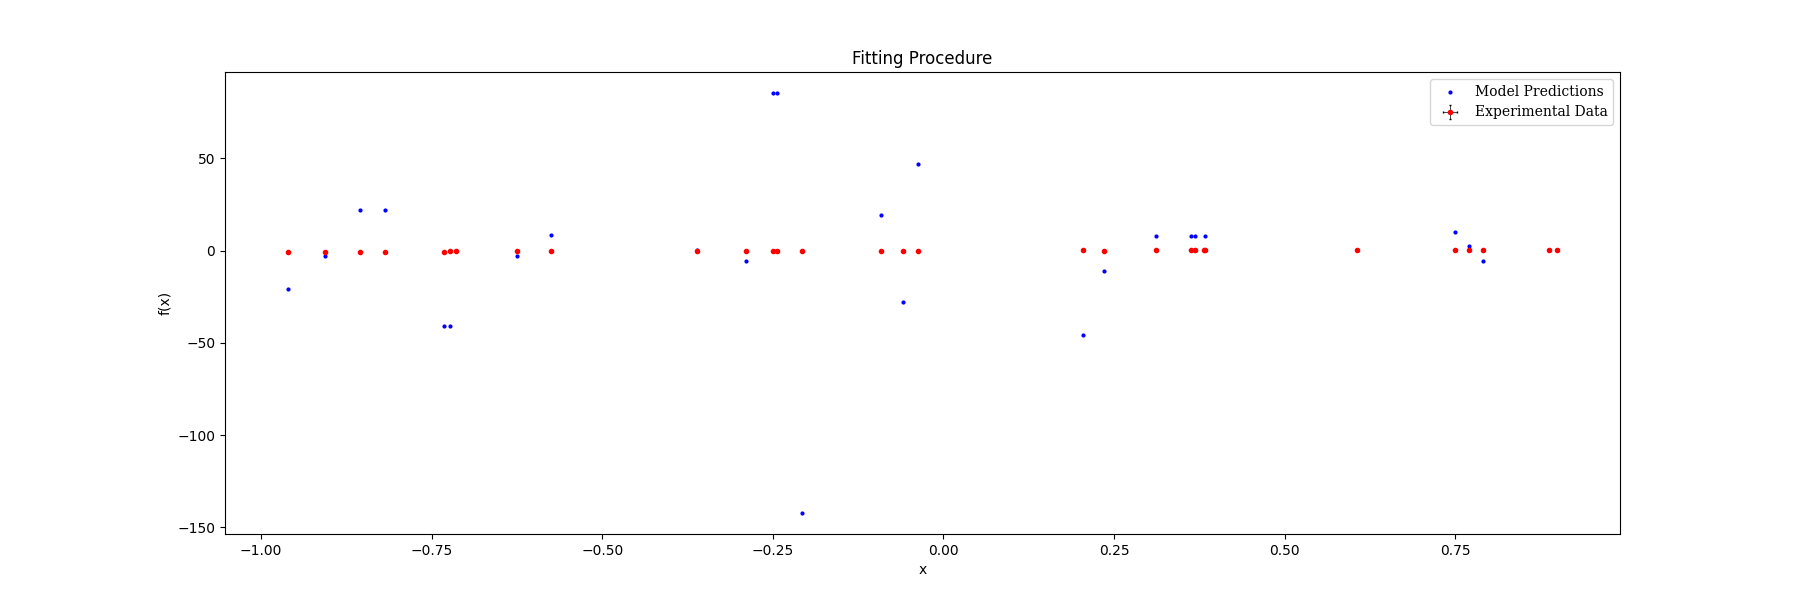 Fitting Procedure
Model Predictions
Experimental Data
50
0
−50
−100
−150
f(x)
−1.00 −0.75 −0.50 −0.25 0.00 0.25 0.50 0.75
x